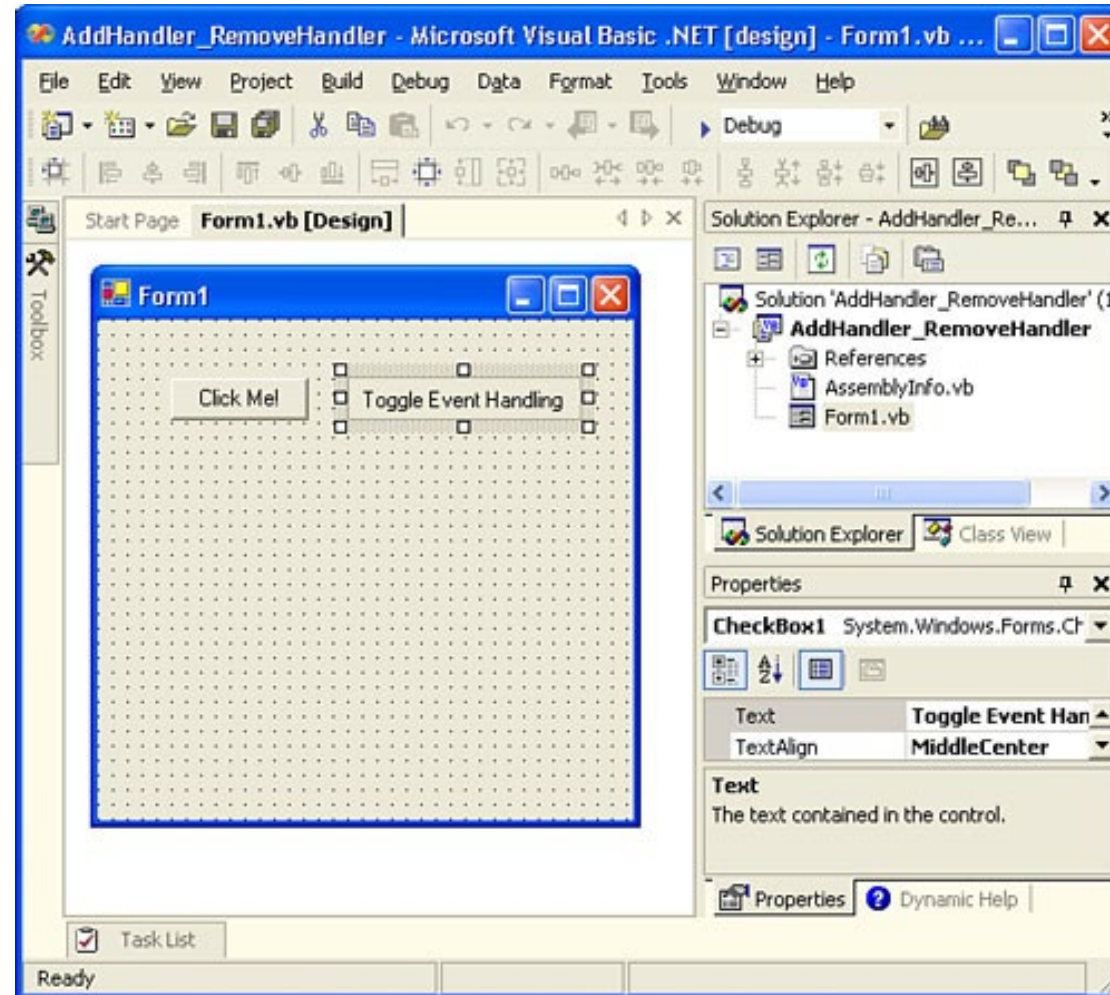 AddHandler_RemoveHandler - Microsoft Visual Basic .NET [design] - Form1.vb ...
File Edit View Project Build Debug Data Format Tools Window Help
Debug
Start Page Form1.vb [Design]
Solution Explorer - AddHandler_Re...
Toolbox
Form1
Click Me!
Toggle Event Handling
Solution 'AddHandler_RemoveHandler' (1
AddHandler_RemoveHandler
References
AssemblyInfo.vb
Form1.vb
Solution Explorer Class View
Properties
CheckBox1 System.Windows.Forms.Ch
Text Toggle Event Han
TextAlign MiddleCenter
Text
The text contained in the control.
Properties Dynamic Help
Task List
Ready